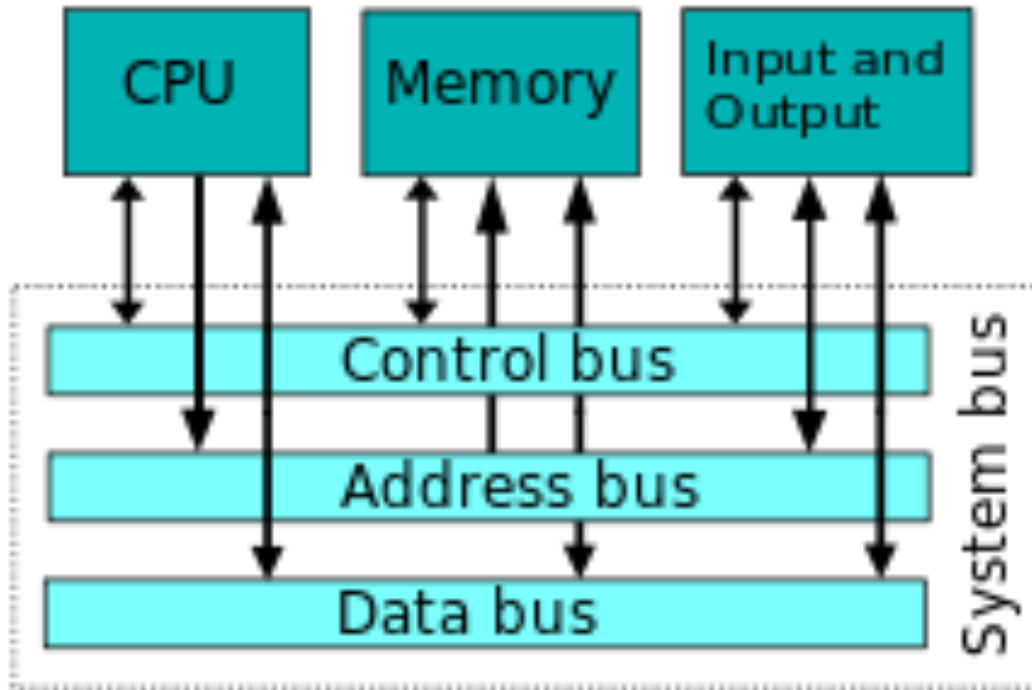 CPU
Memory
Input and
Output
Control bus
Address bus
Data bus
System bus